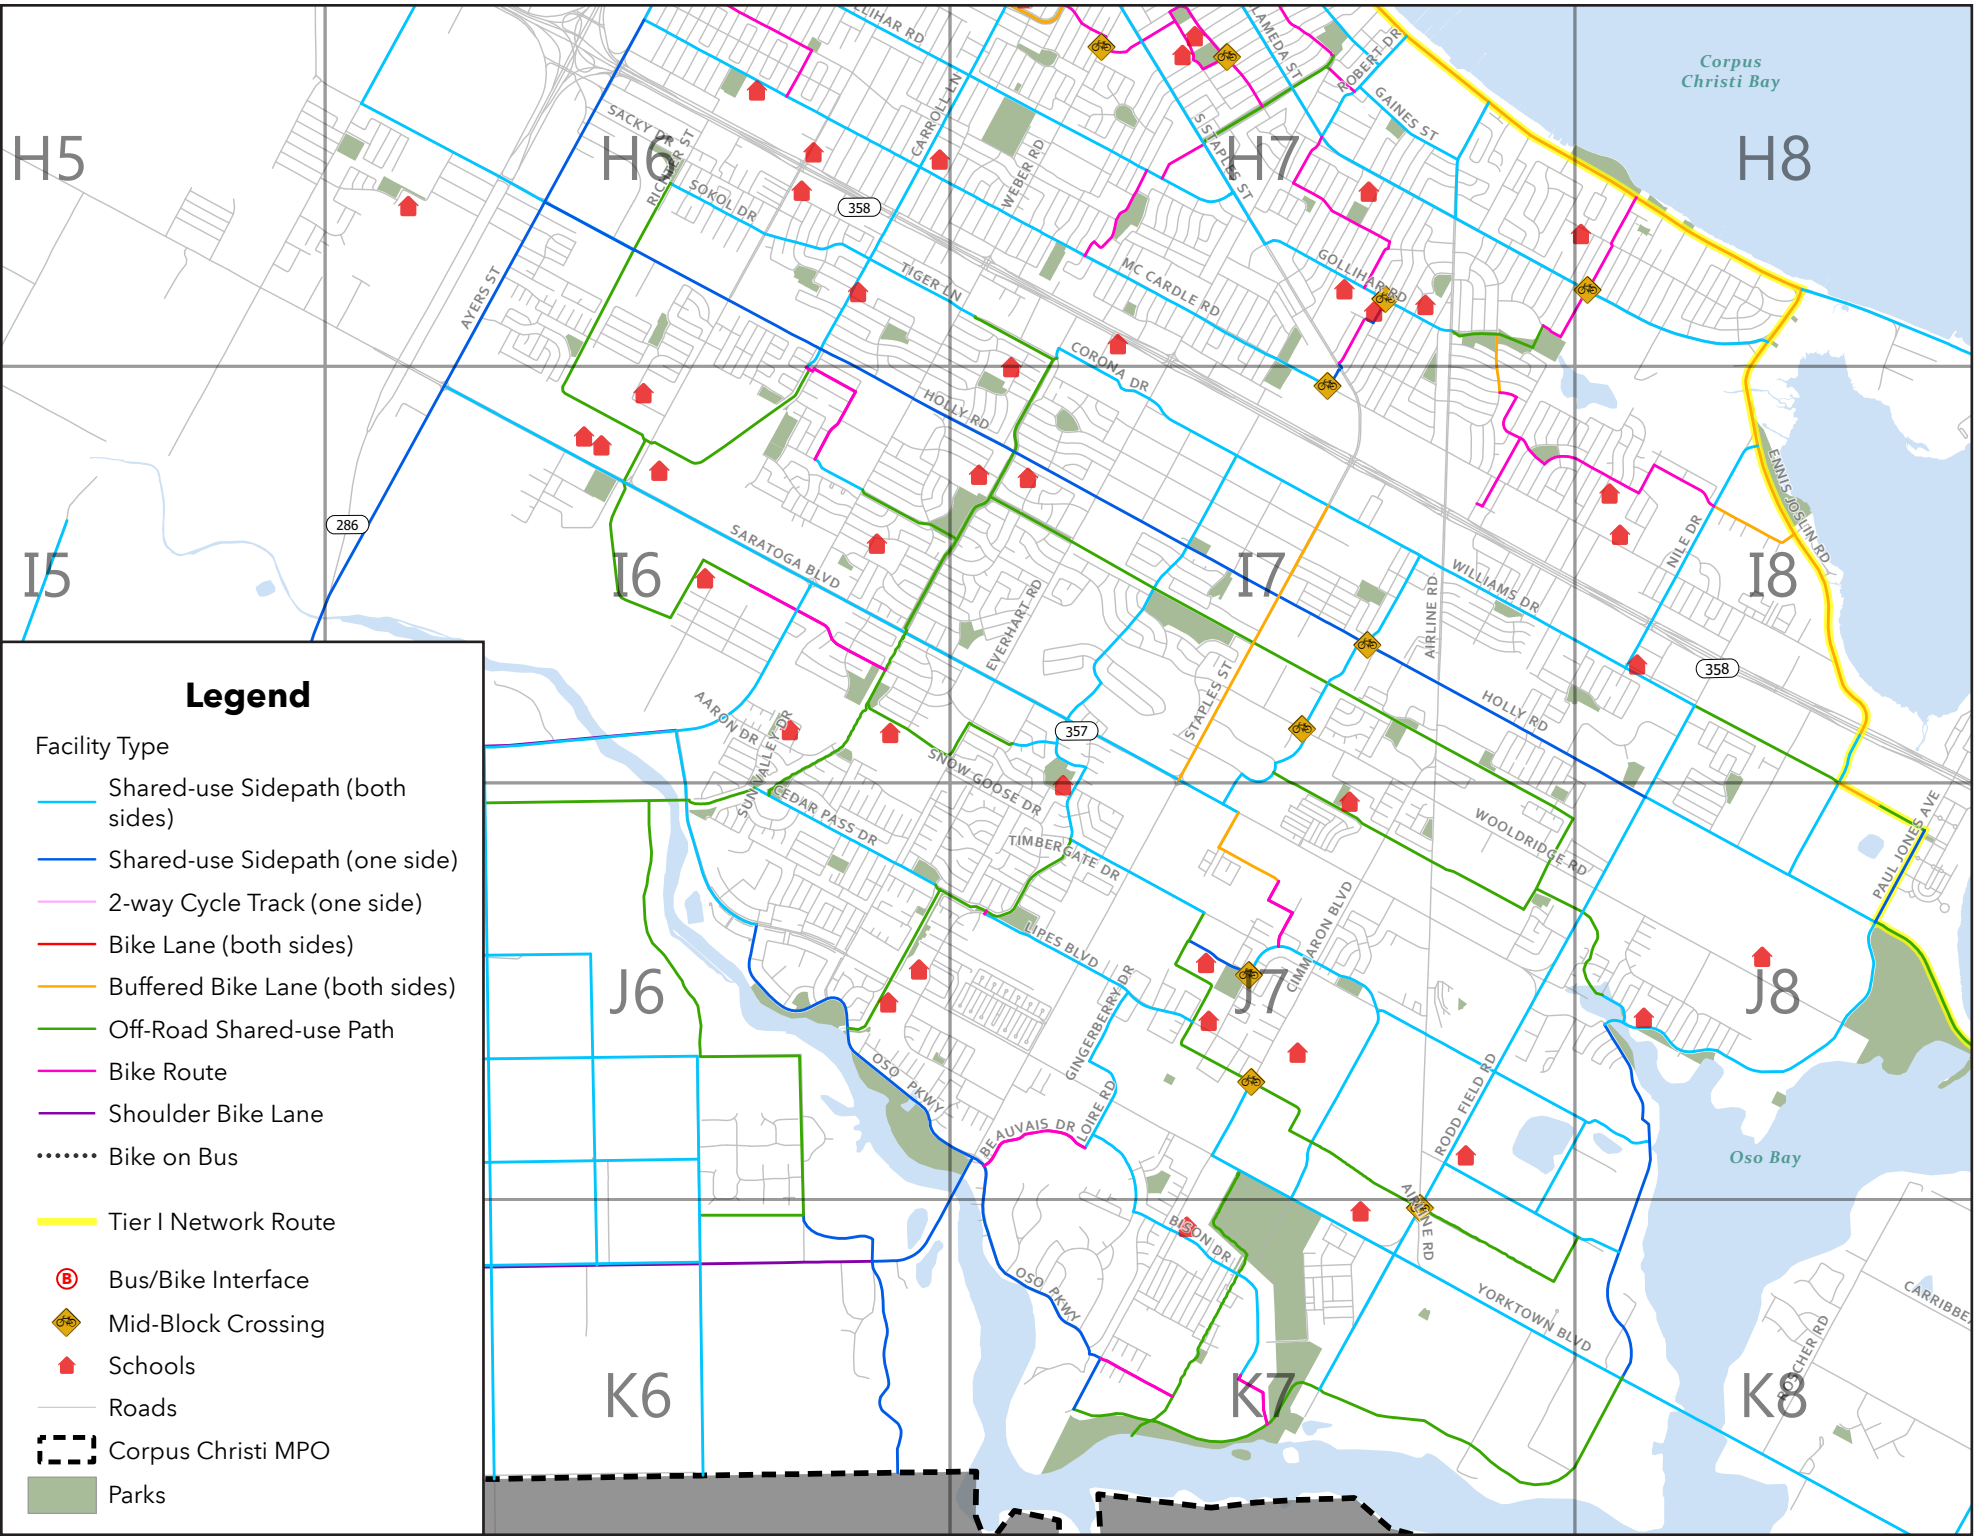 LLIHAR RD
LAMEDA ST
ROBERT DR
Corpus
Christi Bay
GAINES ST
CARROLL LN
SACKY DR
S STAPLES ST
H5
H6
H7
H8
WEBER RD
SOKOL DR
358
TIGER LN
MC CARDLE RD
GOLLIHAR RD
AYERS ST
CORONA DR
HOLLY RD
ENNIS JOSLIN RD
286
SARATOGA BLVD
NILE DR
I5
I6
I7
I8
WILLIAMS DR
AIRLINE RD
EVERHART RD
358
STAPLES ST
HOLLY RD
AARON DR
SUNNALLEY DR
357
SNOW GOOSE DR
CEDAR PASS DR
TIMBERGATE DR
WOOLDRIDGE RD
PAUL JONES AVE
CIMMARON BLVD
LIPES BLVD
GINGERBERRY DR
J6
J7
J8
OSO PKWY
LOIRE RD
BEAUVAIS DR
RODD FIELD RD
Oso Bay
AIRLINE RD
BISON DR
OSO PKWY
YORKTOWN BLVD
CARRIBBE
ROSCHER RD
K6
K7
K8
Legend
Facility Type
Shared-use Sidepath (both
sides)
Shared-use Sidepath (one side)
2-way Cycle Track (one side)
Bike Lane (both sides)
Buffered Bike Lane (both sides)
Off-Road Shared-use Path
Bike Route
Shoulder Bike Lane
Bike on Bus
Tier I Network Route
B Bus/Bike Interface
Mid-Block Crossing
Schools
Roads
Corpus Christi MPO
Parks